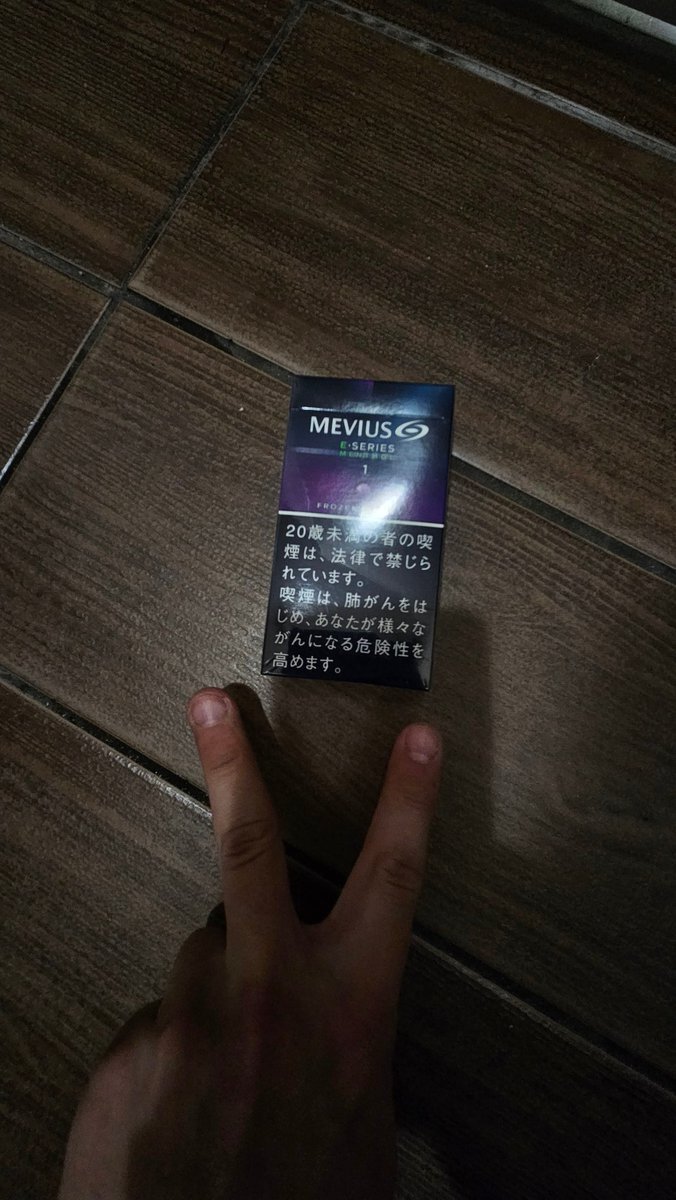 MEVIUS
E·SERIES
MENTHOL
1
FROZEN
20歳未満の者の喫
煙は、法律で禁じら
れています。
喫煙は、肺がんをは
じめ、あなたが様々な
がんになる危険性を
高めます。